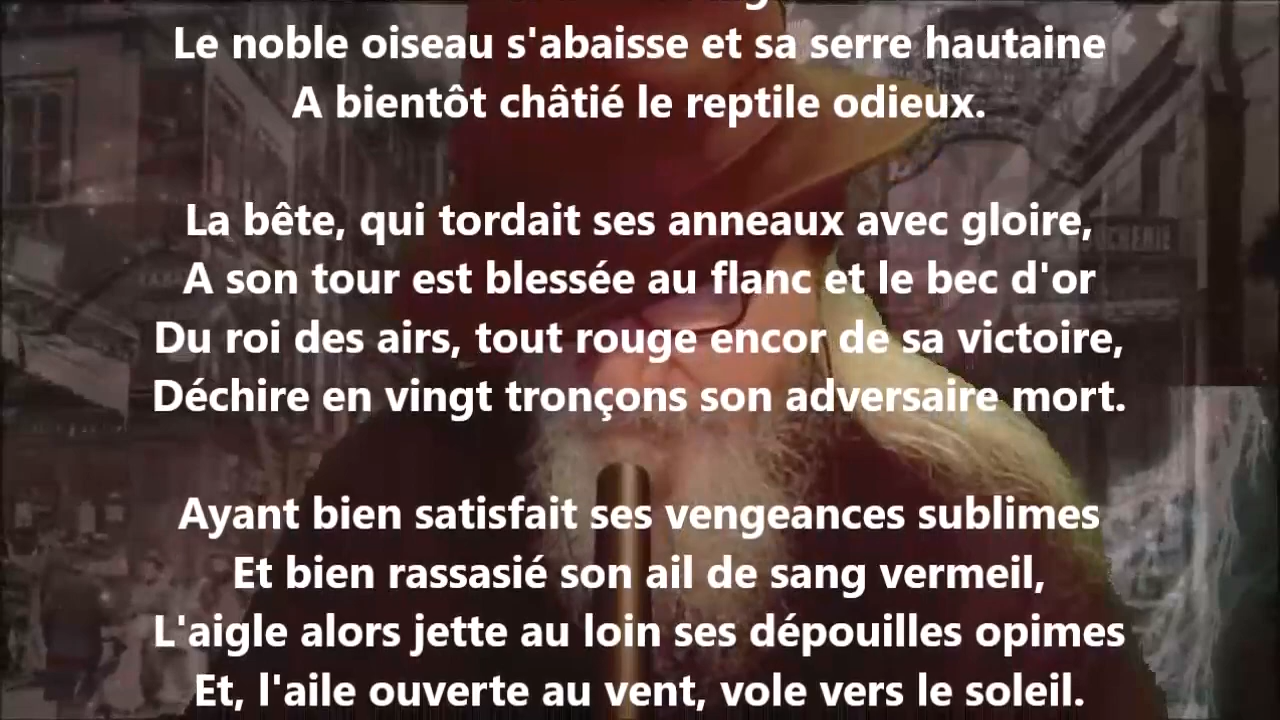 Le noble oiseau s'abaisse et sa serre hautaine
A bientôt châtié le reptile odieux.
La bête, qui tordait ses anneaux avec gloire,
A son tour est blessée au flanc et le bec d'or
Du roi des airs, tout rouge encor de sa victoire,
Déchire en vingt tronçons son adversaire mort.
Ayant bien satisfait ses vengeances sublimes
Et bien rassasié son ail de sang vermeil,
L'aigle alors jette au loin ses dépouilles opimes
Et, l'aile ouverte au vent, vole vers le soleil.